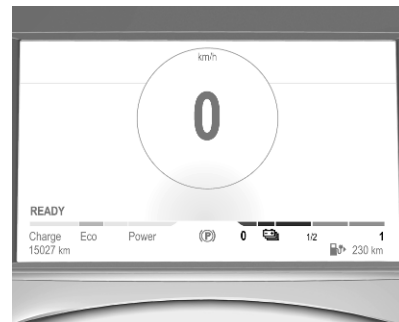 km/h
0
READY
Charge Eco Power (P) 0 1/2 1
15027 km 230 km